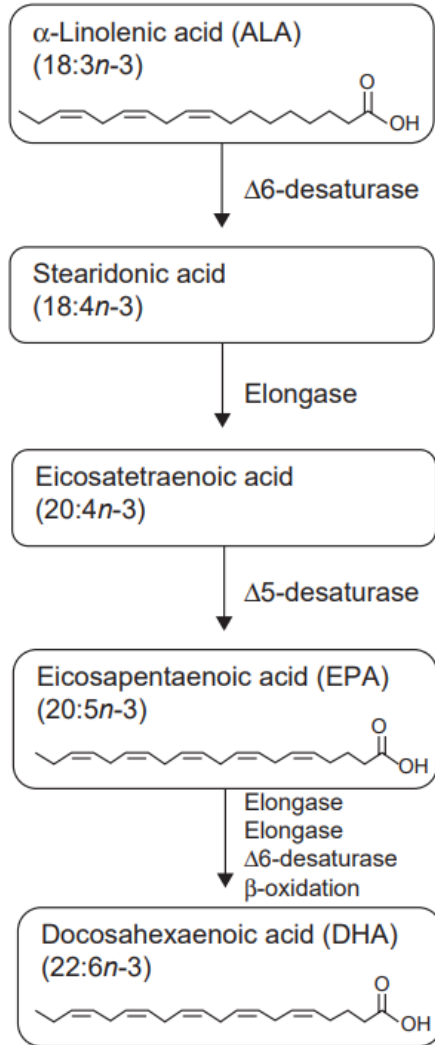 α-Linolenic acid (ALA)
(18:3n-3)
O
OH
Δ6-desaturase
Stearidonic acid
(18:4n-3)
Elongase
Eicosatetraenoic acid
(20:4n-3)
Δ5-desaturase
Eicosapentaenoic acid (EPA)
(20:5n-3)
O
OH
Elongase
Elongase
Δ6-desaturase
β-oxidation
Docosahexaenoic acid (DHA)
(22:6n-3)
O
OH